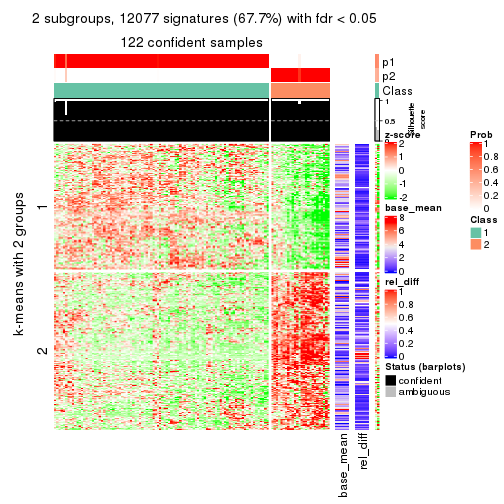 2 subgroups, 12077 signatures (67.7%) with fdr < 0.05
122 confident samples
p1
p2
Class
1
0.5
0
Silhouette
score
k-means with 2 groups
1
2
base_mean
rel_diff
z-score
2
1
0
-1
-2
base_mean
8
6
4
2
0
rel_diff
1
0.8
0.6
0.4
0.2
0
Status (barplots)
confident
ambiguous
Prob
1
0.8
0.6
0.4
0.2
0
Class
1
2